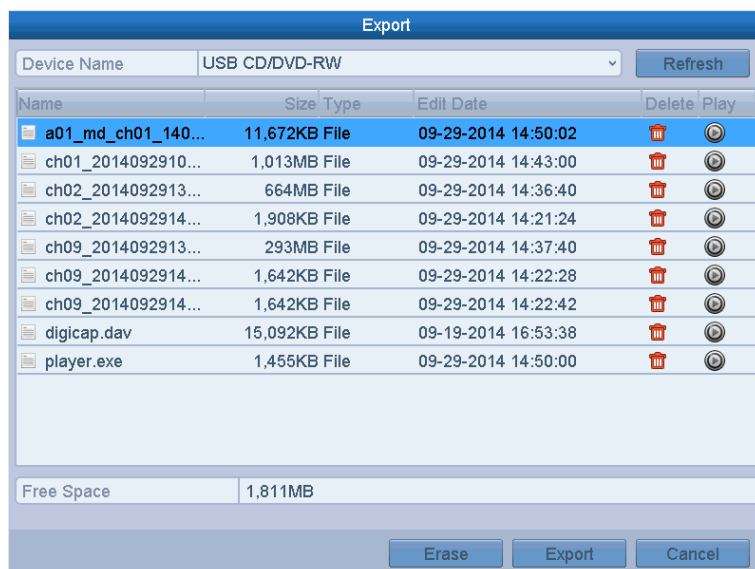 Export
Device Name USB CD/DVD-RW Refresh
Name Size Type Edit Date Delete Play
a01_md_ch01_140... 11,672KB File 09-29-2014 14:50:02
ch01_2014092910... 1,013MB File 09-29-2014 14:43:00
ch02_2014092913... 664MB File 09-29-2014 14:36:40
ch02_2014092914... 1,908KB File 09-29-2014 14:21:24
ch09_2014092913... 293MB File 09-29-2014 14:37:40
ch09_2014092914... 1,642KB File 09-29-2014 14:22:28
ch09_2014092914... 1,642KB File 09-29-2014 14:22:42
digicap.dav 15,092KB File 09-19-2014 16:53:38
player.exe 1,455KB File 09-29-2014 14:50:00
Free Space 1,811MB
Erase Export Cancel